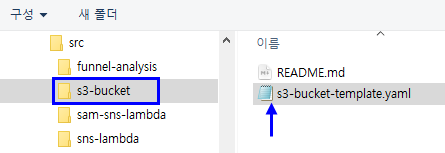 구성 새 폴더
src
funnel-analysis
s3-bucket
sam-sns-lambda
sns-lambda
이름
README.md
s3-bucket-template.yaml